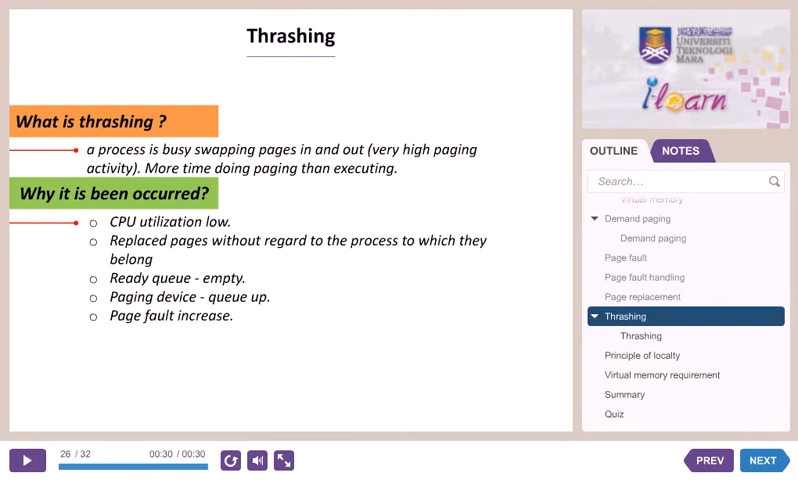 Thrashing
What is thrashing ?
a process is busy swapping pages in and out (very high paging
activity). More time doing paging than executing.
Why it is been occurred?
o CPU utilization low.
o Replaced pages without regard to the process to which they
belong
o Ready queue - empty.
o Paging device - queue up.
o Page fault increase.
UNIVERSITI
TEKNOLOGI
MARA
i-learn
OUTLINE
NOTES
Search...
Virtual memory
Demand paging
Demand paging
Page fault
Page fault handling
Page replacement
Thrashing
Thrashing
Principle of localty
Virtual memory requirement
Summary
Quiz
26 / 32
00:30 / 00:30
PREV
NEXT